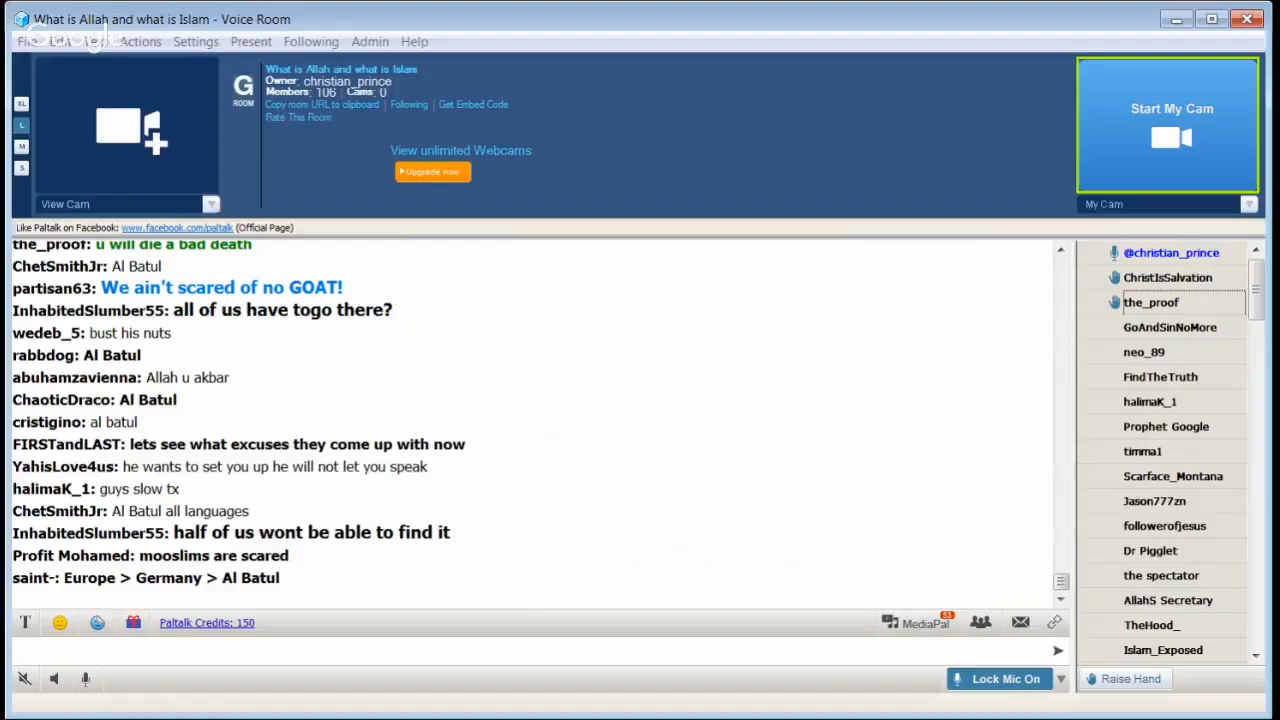 What is Allah and what is Islam - Voice Room
File Edit Text Actions Settings Present Following Admin Help
Google
XL
L
M
S
G
ROOM
What is Allah and what is Islam
Owner: christian_prince
Members: 106 | Cams: 0
Copy room URL to clipboard | Following | Get Embed Code
Rate This Room
View unlimited Webcams
Upgrade now
Start My Cam
View Cam
My Cam
Like Paltalk on Facebook: www.facebook.com/paltalk (Official Page)
the_proof: u will die a bad death
ChetSmithJr: Al Batul
partisan63: We ain't scared of no GOAT!
InhabitedSlumber55: all of us have togo there?
wedeb_5: bust his nuts
rabbdog: Al Batul
abuhamzavienna: Allah u akbar
ChaoticDraco: Al Batul
cristigino: al batul
FIRSTandLAST: lets see what excuses they come up with now
YahisLove4us: he wants to set you up he will not let you speak
halimaK_1: guys slow tx
ChetSmithJr: Al Batul all languages
InhabitedSlumber55: half of us wont be able to find it
Profit Mohamed: mooslims are scared
saint-: Europe > Germany > Al Batul
@christian_prince
ChristIsSalvation
the_proof
GoAndSinNoMore
neo_89
FindTheTruth
halimaK_1
Prophet Google
timma1
Scarface_Montana
Jason777zn
followerofjesus
Dr Pigglet
the spectator
AllahS Secretary
TheHood_
Islam_Exposed
T
Paltalk Credits: 150
MediaPal
53
Lock Mic On
Raise Hand